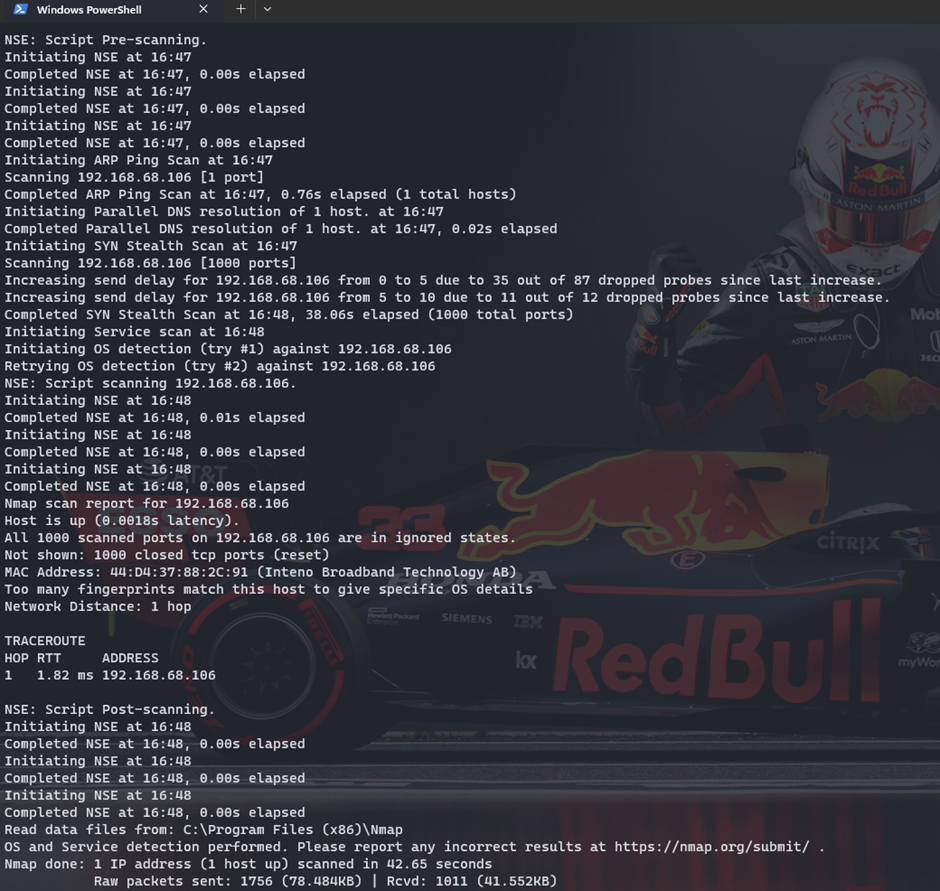 Windows PowerShell
NSE: Script Pre-scanning.
Initiating NSE at 16:47
Completed NSE at 16:47, 0.00s elapsed
Initiating NSE at 16:47
Completed NSE at 16:47, 0.00s elapsed
Initiating NSE at 16:47
Completed NSE at 16:47, 0.00s elapsed
Initiating ARP Ping Scan at 16:47
Scanning 192.168.68.106 [1 port]
Completed ARP Ping Scan at 16:47, 0.76s elapsed (1 total hosts)
Initiating Parallel DNS resolution of 1 host. at 16:47
Completed Parallel DNS resolution of 1 host. at 16:47, 0.02s elapsed
Initiating SYN Stealth Scan at 16:47
Scanning 192.168.68.106 [1000 ports]
Increasing send delay for 192.168.68.106 from 0 to 5 due to 35 out of 87 dropped probes since last increase.
Increasing send delay for 192.168.68.106 from 5 to 10 due to 11 out of 12 dropped probes since last increase.
Completed SYN Stealth Scan at 16:48, 38.06s elapsed (1000 total ports)
Initiating Service scan at 16:48
Initiating OS detection (try #1) against 192.168.68.106
Retrying OS detection (try #2) against 192.168.68.106
NSE: Script scanning 192.168.68.106.
Initiating NSE at 16:48
Completed NSE at 16:48, 0.01s elapsed
Initiating NSE at 16:48
Completed NSE at 16:48, 0.00s elapsed
Initiating NSE at 16:48
Completed NSE at 16:48, 0.00s elapsed
Nmap scan report for 192.168.68.106
Host is up (0.0018s latency).
All 1000 scanned ports on 192.168.68.106 are in ignored states.
Not shown: 1000 closed tcp ports (reset)
MAC Address: 44:D4:37:88:2C:91 (Inteno Broadband Technology AB)
Too many fingerprints match this host to give specific OS details
Network Distance: 1 hop
TRACEROUTE
HOP RTT     ADDRESS
1   1.82 ms 192.168.68.106
NSE: Script Post-scanning.
Initiating NSE at 16:48
Completed NSE at 16:48, 0.00s elapsed
Initiating NSE at 16:48
Completed NSE at 16:48, 0.00s elapsed
Initiating NSE at 16:48
Completed NSE at 16:48, 0.00s elapsed
Read data files from: C:\Program Files (x86)\Nmap
OS and Service detection performed. Please report any incorrect results at https://nmap.org/submit/ .
Nmap done: 1 IP address (1 host up) scanned in 42.65 seconds
Raw packets sent: 1756 (78.484KB) | Rcvd: 1011 (41.552KB)
Red Bull
ASTON MARTIN
exact
ASTON MARTIN
AT&T
33
CITRIX
HONDA
Hewlett Packard
Enterprise
SIEMENS
IBM
kx
Red Bull
PIRELLI